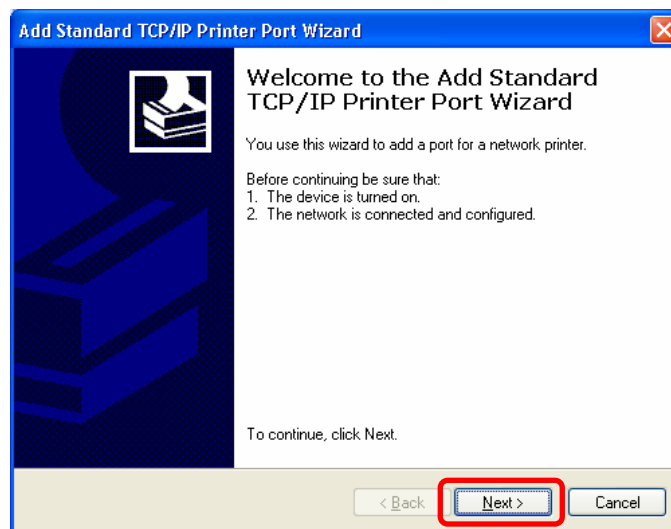 Add Standard TCP/IP Printer Port Wizard
Welcome to the Add Standard
TCP/IP Printer Port Wizard
You use this wizard to add a port for a network printer.
Before continuing be sure that:
1. The device is turned on.
2. The network is connected and configured.
To continue, click Next.
< Back
Next >
Cancel